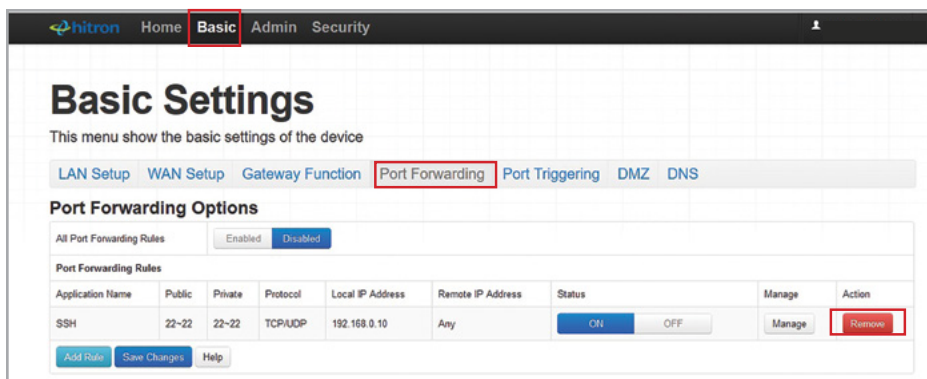 hitron Home Basic Admin Security
Basic Settings
This menu show the basic settings of the device
LAN Setup WAN Setup Gateway Function Port Forwarding Port Triggering DMZ DNS
Port Forwarding Options
All Port Forwarding Rules Enabled Disabled
Port Forwarding Rules
Application Name Public Private Protocol Local IP Address Remote IP Address Status Manage Action
SSH 22~22 22~22 TCP/UDP 192.168.0.10 Any ON OFF Manage Remove
Add Rule Save Changes Help